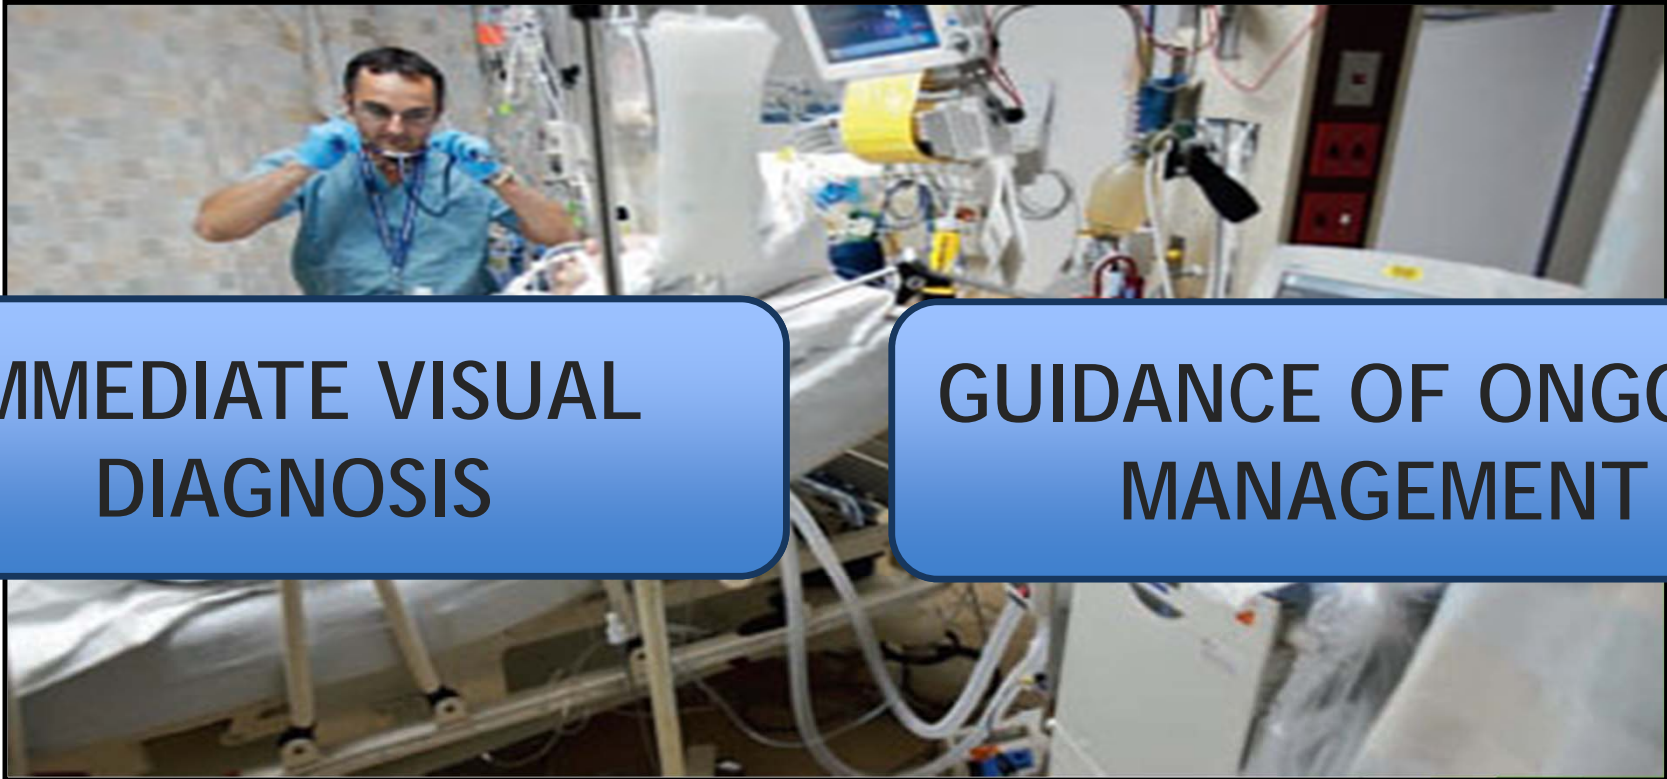 MMEDIATE VISUAL
DIAGNOSIS
GUIDANCE OF ONGO
MANAGEMENT